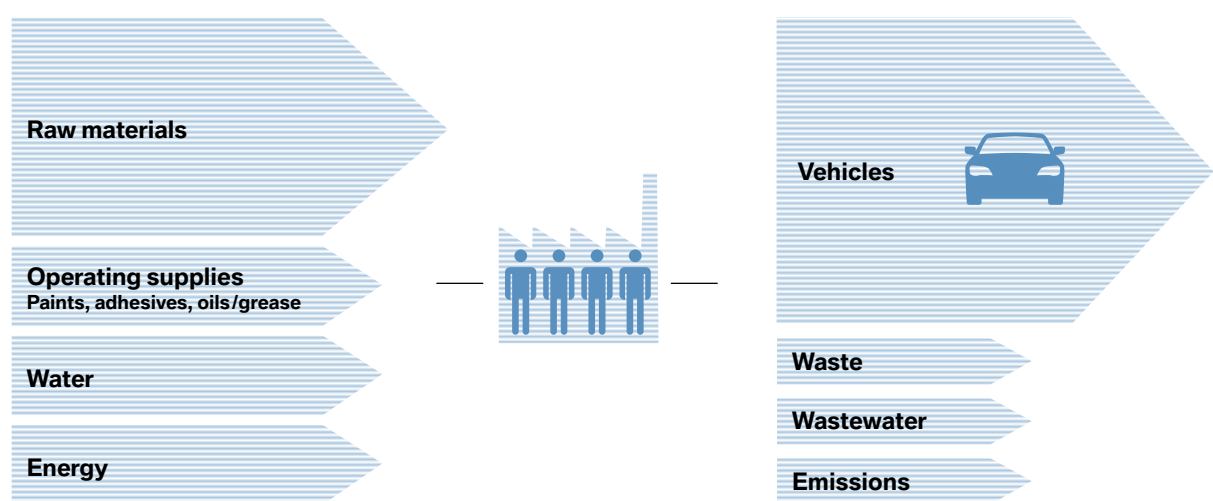 Raw materials
Operating supplies
Paints, adhesives, oils/grease
Water
Energy
Vehicles
Waste
Wastewater
Emissions